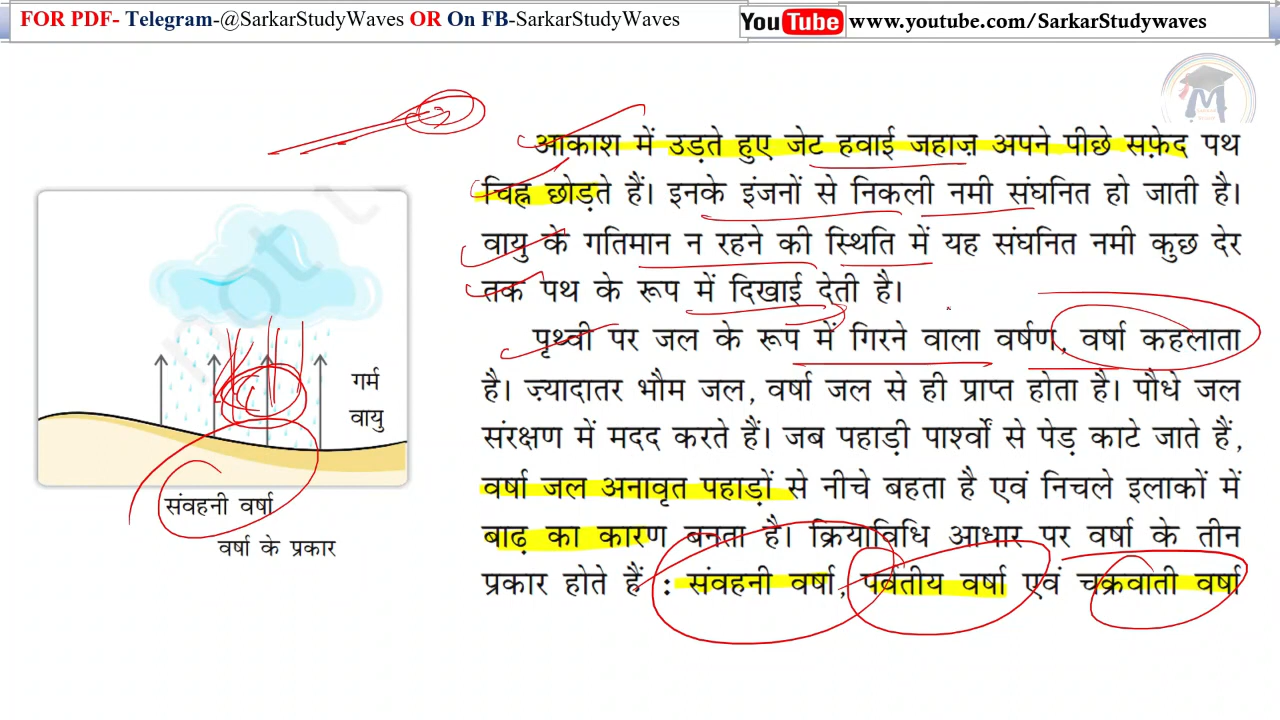 FOR PDF- Telegram-@SarkarStudyWaves OR On FB-SarkarStudyWaves
YouTube www.youtube.com/SarkarStudywaves
आकाश में उड़ते हुए जेट हवाई जहाज़ अपने पीछे सफ़ेद पथ
चिह्न छोड़ते हैं। इनके इंजनों से निकली नमी संघनित हो जाती है।
वायु के गतिमान न रहने की स्थिति में यह संघनित नमी कुछ देर
तक पथ के रूप में दिखाई देती है।
पृथ्वी पर जल के रूप में गिरने वाला वर्षण, वर्षा कहलाता
है। ज़्यादातर भौम जल, वर्षा जल से ही प्राप्त होता है। पौधे जल
संरक्षण में मदद करते हैं। जब पहाड़ी पार्श्वों से पेड़ काटे जाते हैं,
वर्षा जल अनावृत पहाड़ों से नीचे बहता है एवं निचले इलाकों में
बाढ़ का कारण बनता है। क्रियाविधि आधार पर वर्षा के तीन
प्रकार होते हैं : संवहनी वर्षा, पर्वतीय वर्षा एवं चक्रवाती वर्षा
गर्म
वायु
संवहनी वर्षा
वर्षा के प्रकार